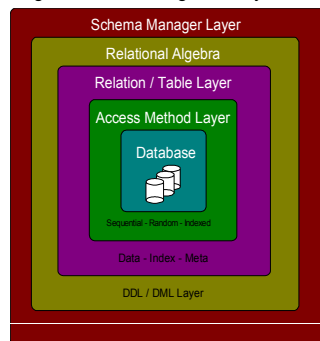 Schema Manager Layer
Relational Algebra
Relation / Table Layer
Access Method Layer
Database
Sequential - Random - Indexed
Data - Index - Meta
DDL / DML Layer